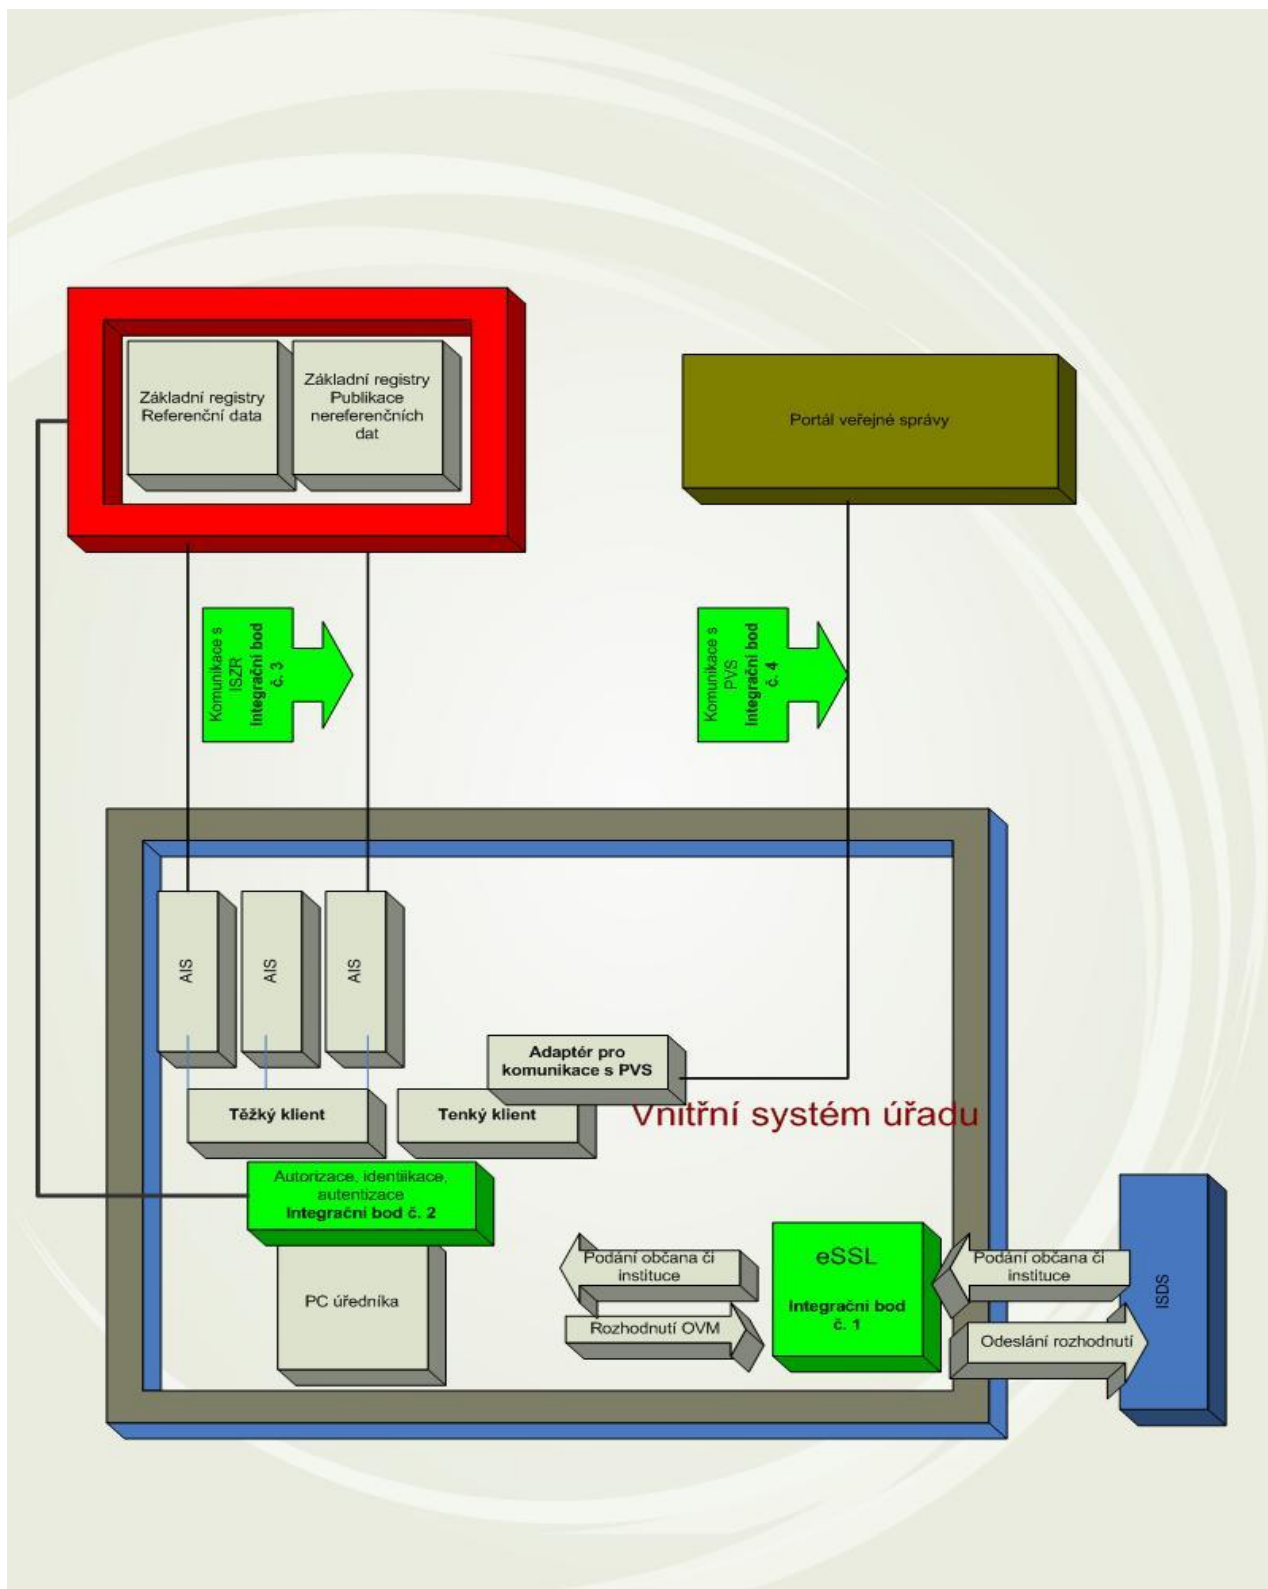 Základní registry
Referenční data
Základní registry
Publikace
nereferenčních
dat
Portál veřejné správy
Komunikace s
ISZR
Integrační bod
č. 3
Komunikace s
PVS
Integrační bod
č. 4
AIS
AIS
AIS
Adaptér pro
komunikace s PVS
Těžký klient
Tenký klient
Vnitřní systém úřadu
Autorizace, identiikace,
autentizace
Integrační bod č. 2
PC úředníka
Podání občana či
instituce
Rozhodnutí OVM
eSSL
Integrační bod
č. 1
Podání občana či
instituce
Odeslání rozhodnutí
ISDS